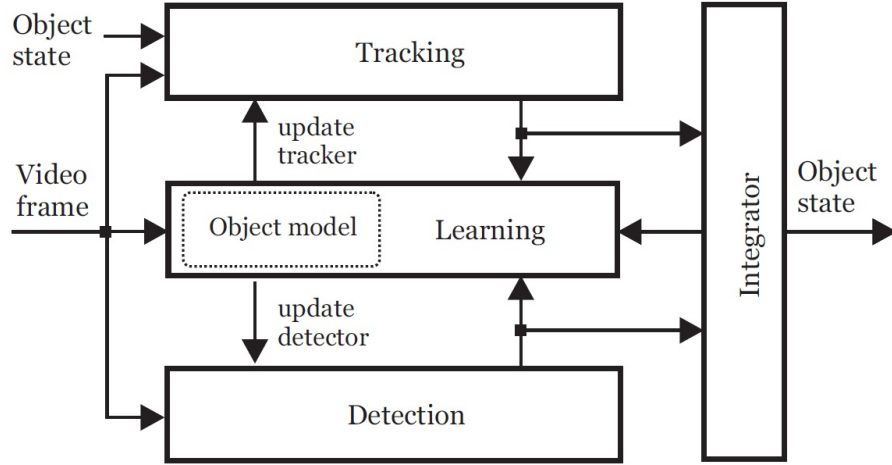 Object
state
Tracking
update
tracker
Video
frame
Object model
Learning
Integrator
Object
state
update
detector
Detection